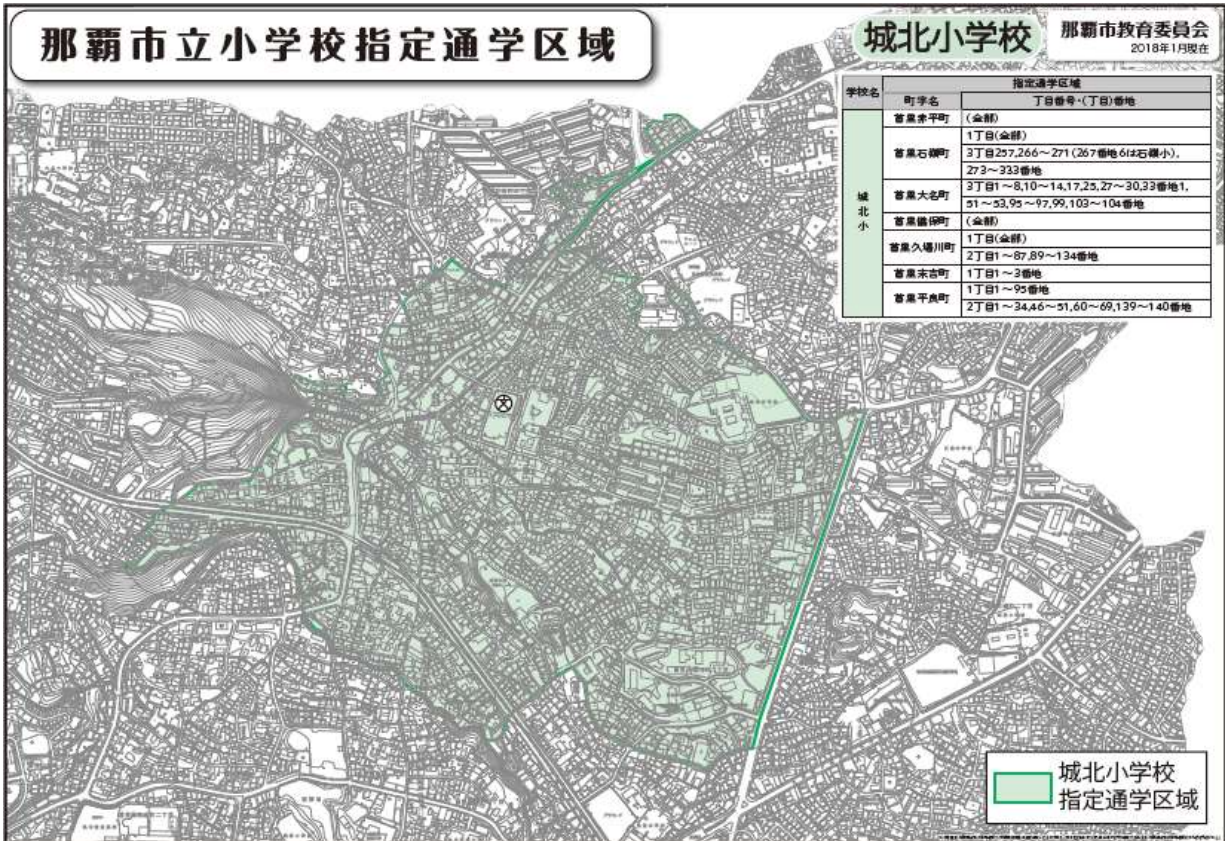 那覇市立小学校指定通学区域
城北小学校
那覇市教育委員会
2018年1月現在
学校名
指定通学区域
町字名
丁目番号・(丁目)番地
城北小
首里赤平町
(全部)
首里石嶺町
1丁目(全部)
3丁目257,266～271(267番地6は石嶺小),
273～333番地
首里大名町
3丁目1～8,10～14,17,25,27～30,33番地1,
51～53,95～97,99,103～104番地
首里儀保町
(全部)
首里久場川町
1丁目(全部)
2丁目1～87,89～134番地
首里末吉町
1丁目1～3番地
首里平良町
1丁目1～95番地
2丁目1～34,46～51,60～69,139～140番地
文
城北小学校
指定通学区域